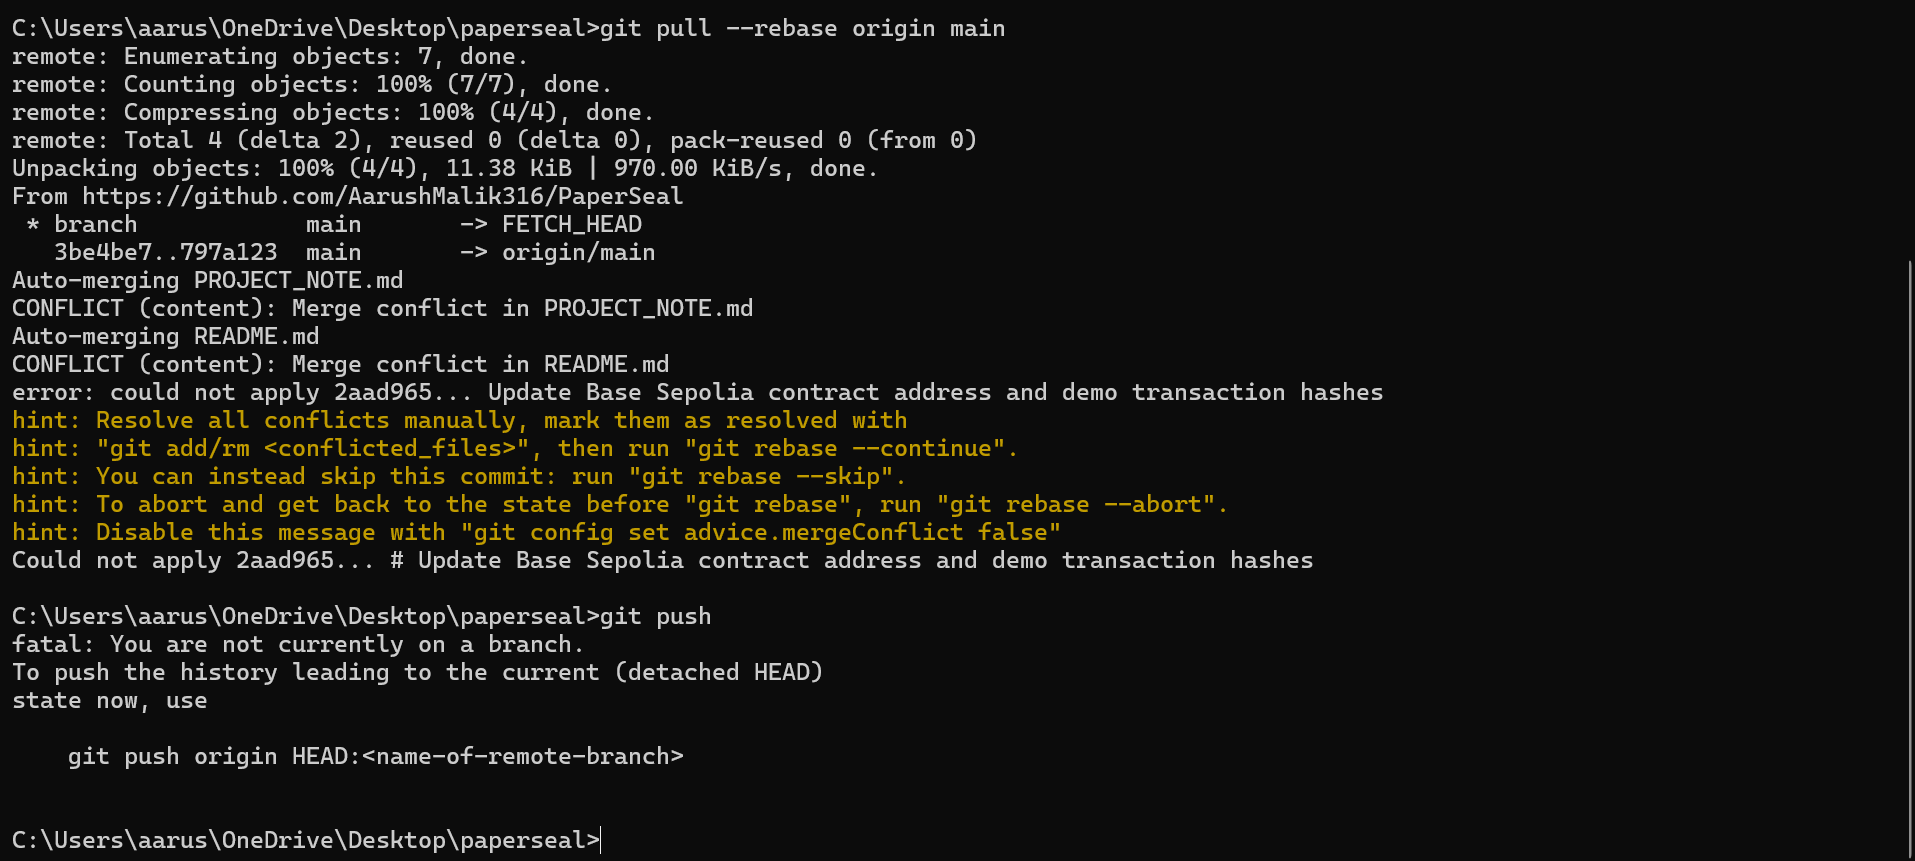 C:\Users\aarus\OneDrive\Desktop\paperseal>git pull --rebase origin main
remote: Enumerating objects: 7, done.
remote: Counting objects: 100% (7/7), done.
remote: Compressing objects: 100% (4/4), done.
remote: Total 4 (delta 2), reused 0 (delta 0), pack-reused 0 (from 0)
Unpacking objects: 100% (4/4), 11.38 KiB | 970.00 KiB/s, done.
From https://github.com/AarushMalik316/PaperSeal
 * branch            main       -> FETCH_HEAD
   3be4be7..797a123  main       -> origin/main
Auto-merging PROJECT_NOTE.md
CONFLICT (content): Merge conflict in PROJECT_NOTE.md
Auto-merging README.md
CONFLICT (content): Merge conflict in README.md
error: could not apply 2aad965... Update Base Sepolia contract address and demo transaction hashes
hint: Resolve all conflicts manually, mark them as resolved with
hint: "git add/rm <conflicted_files>", then run "git rebase --continue".
hint: You can instead skip this commit: run "git rebase --skip".
hint: To abort and get back to the state before "git rebase", run "git rebase --abort".
hint: Disable this message with "git config set advice.mergeConflict false"
Could not apply 2aad965... # Update Base Sepolia contract address and demo transaction hashes
C:\Users\aarus\OneDrive\Desktop\paperseal>git push
fatal: You are not currently on a branch.
To push the history leading to the current (detached HEAD)
state now, use
    git push origin HEAD:<name-of-remote-branch>
C:\Users\aarus\OneDrive\Desktop\paperseal>